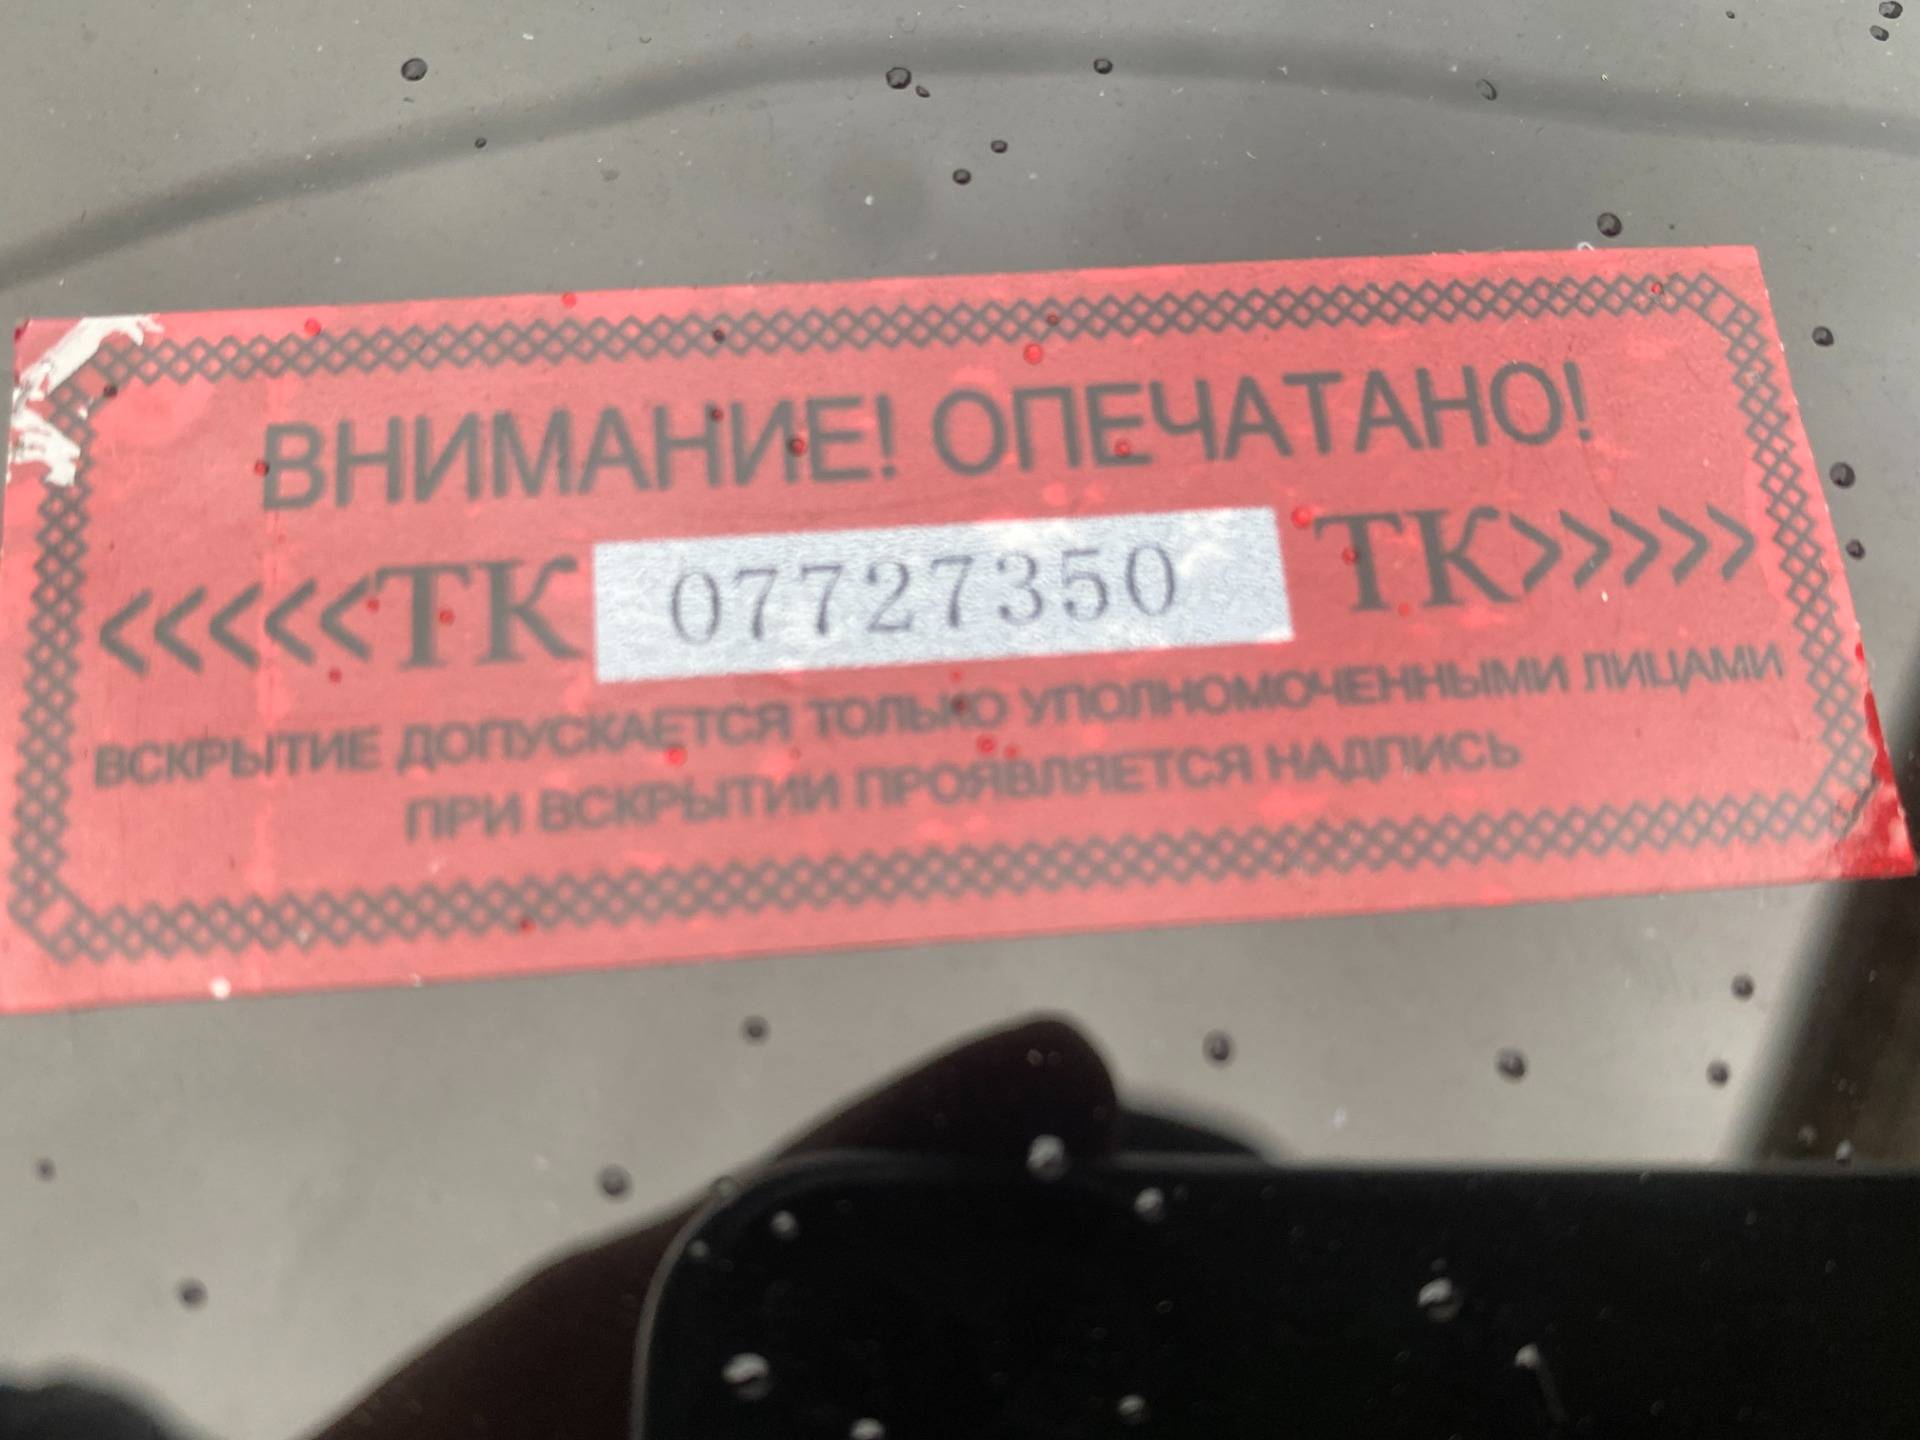 ВНИМАНИЕ! ОПЕЧАТАНО!
<<<<<ТК 07727350 ТК>>>>>
ВСКРЫТИЕ ДОПУСКАЕТСЯ ТОЛЬКО УПОЛНОМОЧЕННЫМИ ЛИЦАМИ
ПРИ ВСКРЫТИИ ПРОЯВЛЯЕТСЯ НАДПИСЬ